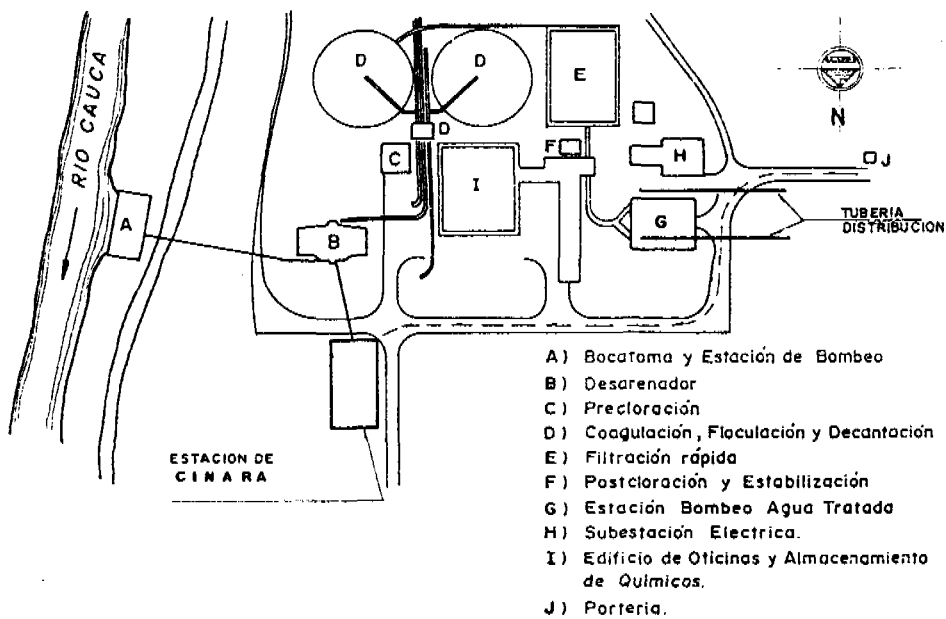 RIO CAUCA
A
B
C
D
D
D
E
F
G
H
I
J
N
TUBERIA
DISTRIBUCION
ESTACION DE
CINARA
A) Bocatoma y Estación de Bombeo
B) Desarenador
C) Precloración
D) Coagulación, Floculación y Decantación
E) Filtración rápida
F) Postcloración y Estabilización
G) Estación Bombeo Agua Tratada
H) Subestación Electrica.
I) Edificio de Oficinas y Almacenamiento
de Químicos.
J) Porteria.